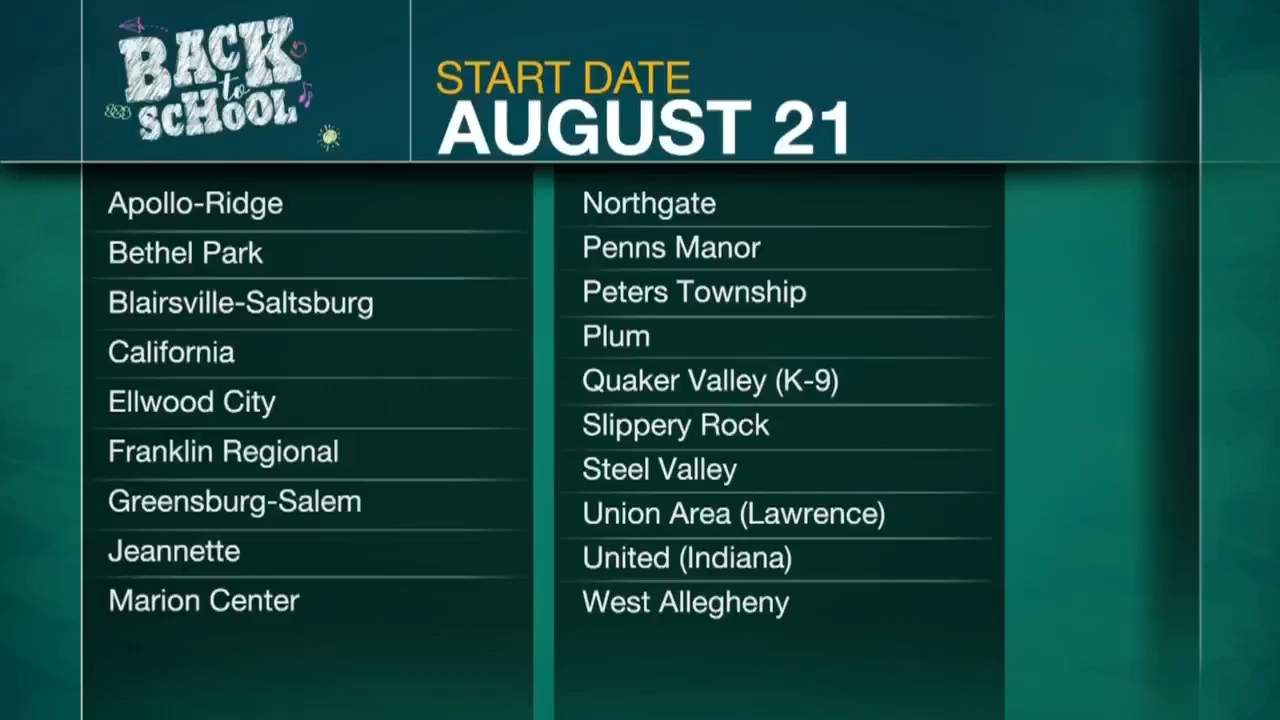 BACK
to
SCHOOL
START DATE
AUGUST 21
Apollo-Ridge
Bethel Park
Blairsville-Saltsburg
California
Ellwood City
Franklin Regional
Greensburg-Salem
Jeannette
Marion Center
Northgate
Penns Manor
Peters Township
Plum
Quaker Valley (K-9)
Slippery Rock
Steel Valley
Union Area (Lawrence)
United (Indiana)
West Allegheny